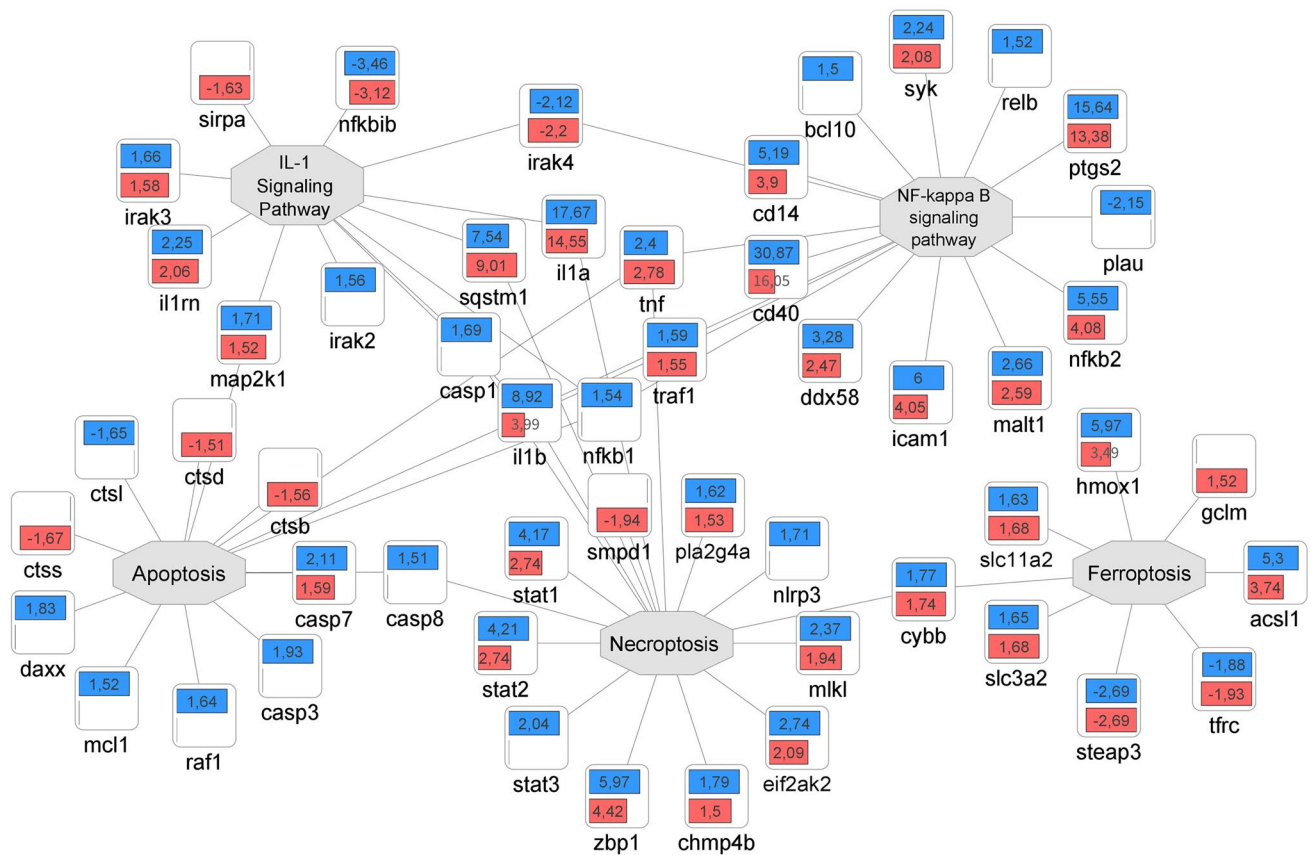 -1,63
sirpa
-3,46
-3,12
nfkbib
-2,12
-2,2
irak4
1,5
bcl10
2,24
2,08
syk
1,52
relb
15,64
13,38
ptgs2
1,66
1,58
irak3
IL-1
Signaling
Pathway
5,19
3,9
cd14
NF-kappa B
signaling
pathway
-2,15
plau
2,25
2,06
il1rn
1,56
irak2
7,54
9,01
sqstm1
17,67
14,55
il1a
2,4
2,78
tnf
30,87
16,05
cd40
5,55
4,08
nfkb2
1,71
1,52
map2k1
1,69
casp1
1,59
1,55
traf1
3,28
2,47
ddx58
6
4,05
icam1
2,66
2,59
malt1
8,92
3,99
il1b
1,54
nfkb1
-1,65
ctsl
-1,51
ctsd
-1,56
ctsb
5,97
3,49
hmox1
1,52
gclm
-1,67
ctss
Apoptosis
2,11
1,59
casp7
1,51
casp8
4,17
2,74
stat1
-1,94
smpd1
1,62
1,53
pla2g4a
1,71
nlrp3
1,77
1,74
cybb
1,63
1,68
slc11a2
Ferroptosis
5,3
3,74
acsl1
1,83
daxx
1,52
mcl1
1,64
raf1
1,93
casp3
4,21
2,74
stat2
Necroptosis
2,37
1,94
mlkl
1,65
1,68
slc3a2
-2,69
-2,69
steap3
-1,88
-1,93
tfrc
2,04
stat3
5,97
4,42
zbp1
1,79
1,5
chmp4b
2,74
2,09
eif2ak2